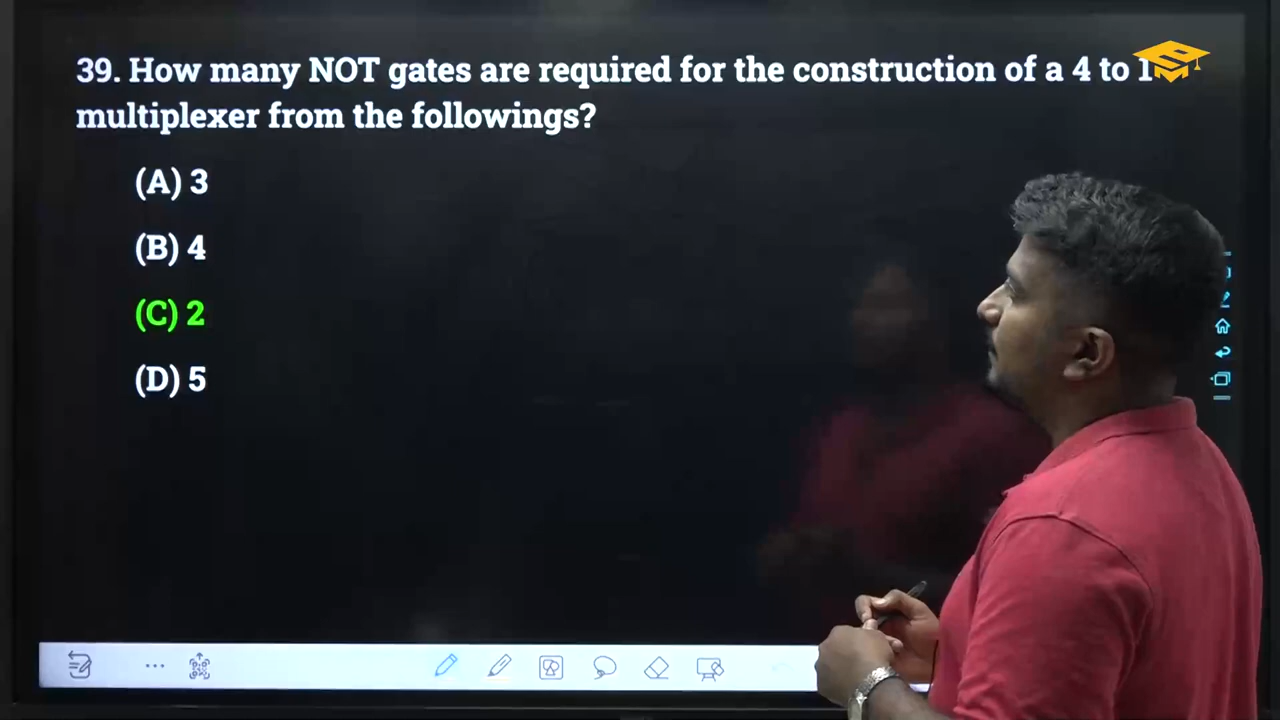 39. How many NOT gates are required for the construction of a 4 to 1
multiplexer from the followings?
(A) 3
(B) 4
(C) 2
(D) 5